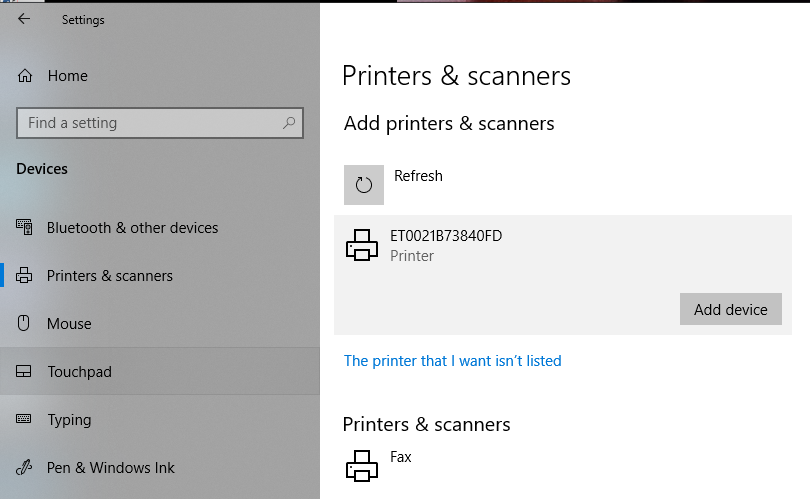 Settings
Home
Find a setting
Devices
Bluetooth & other devices
Printers & scanners
Mouse
Touchpad
Typing
Pen & Windows Ink
Printers & scanners
Add printers & scanners
Refresh
ET0021B73840FD
Printer
Add device
The printer that I want isn't listed
Printers & scanners
Fax